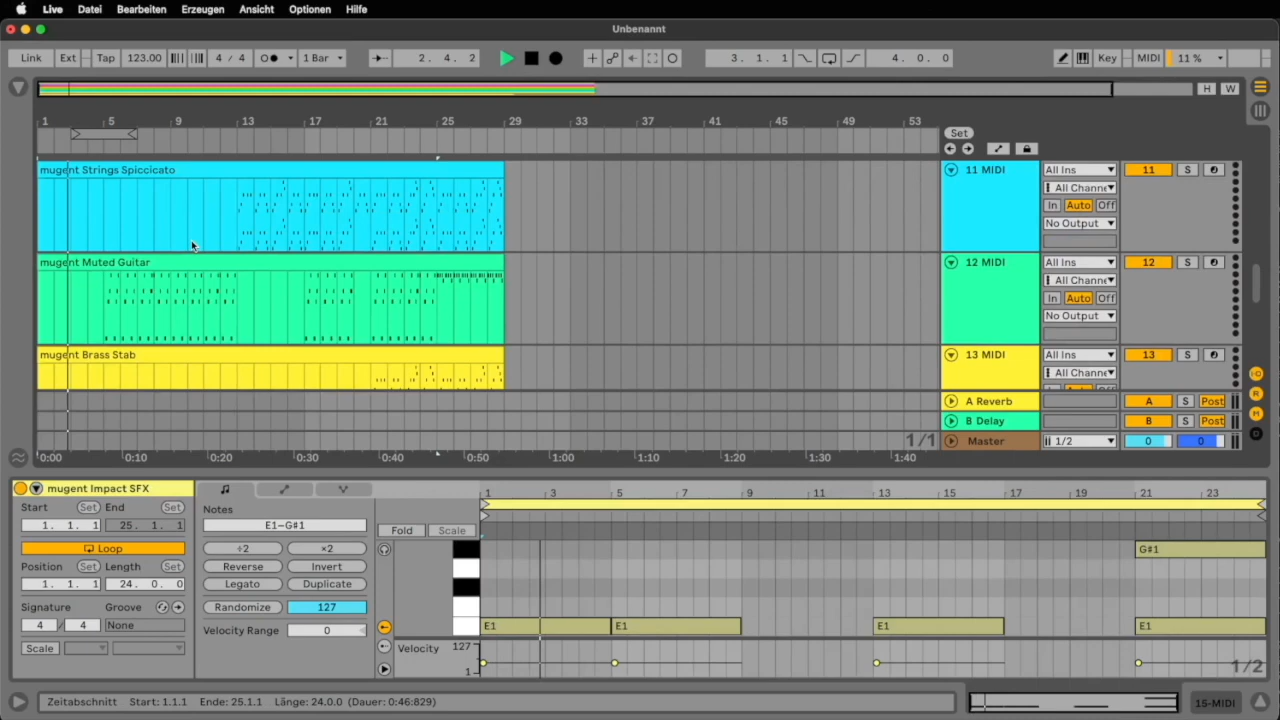 Live Datei Bearbeiten Erzeugen Ansicht Optionen Hilfe
Unbenannt
Link Ext Tap 123.00 4 / 4 1 Bar 2. 4. 2 3. 1. 1 4. 0. 0 Key MIDI 11 %
H W
1 5 9 13 17 21 25 29 33 37 41 45 49 53
Set
mugent Strings Spiccicato
11 MIDI All Ins 11 S
All Channe
In Auto Off
No Output
mugent Muted Guitar
12 MIDI All Ins 12 S
All Channe
In Auto Off
No Output
mugent Brass Stab
13 MIDI All Ins 13 S
All Channe
A Reverb A S Post
B Delay B S Post
1/1 Master 1/2 0 0
0:00 0:10 0:20 0:30 0:40 0:50 1:00 1:10 1:20 1:30 1:40
mugent Impact SFX
Start Set End Set
1. 1. 1 25. 1. 1
Loop
Position Set Length Set
1. 1. 1 24. 0. 0
Signature Groove
4 / 4 None
Scale
Notes
E1–G#1
÷2 ×2
Reverse Invert
Legato Duplicate
Randomize 127
Velocity Range 0
1 3 5 7 9 11 13 15 17 19 21 23
Fold Scale
G#1
E1 E1 E1 E1
Velocity 127
1
1/2
Zeitabschnitt Start: 1.1.1 Ende: 25.1.1 Länge: 24.0.0 (Dauer: 0:46:829)
15-MIDI